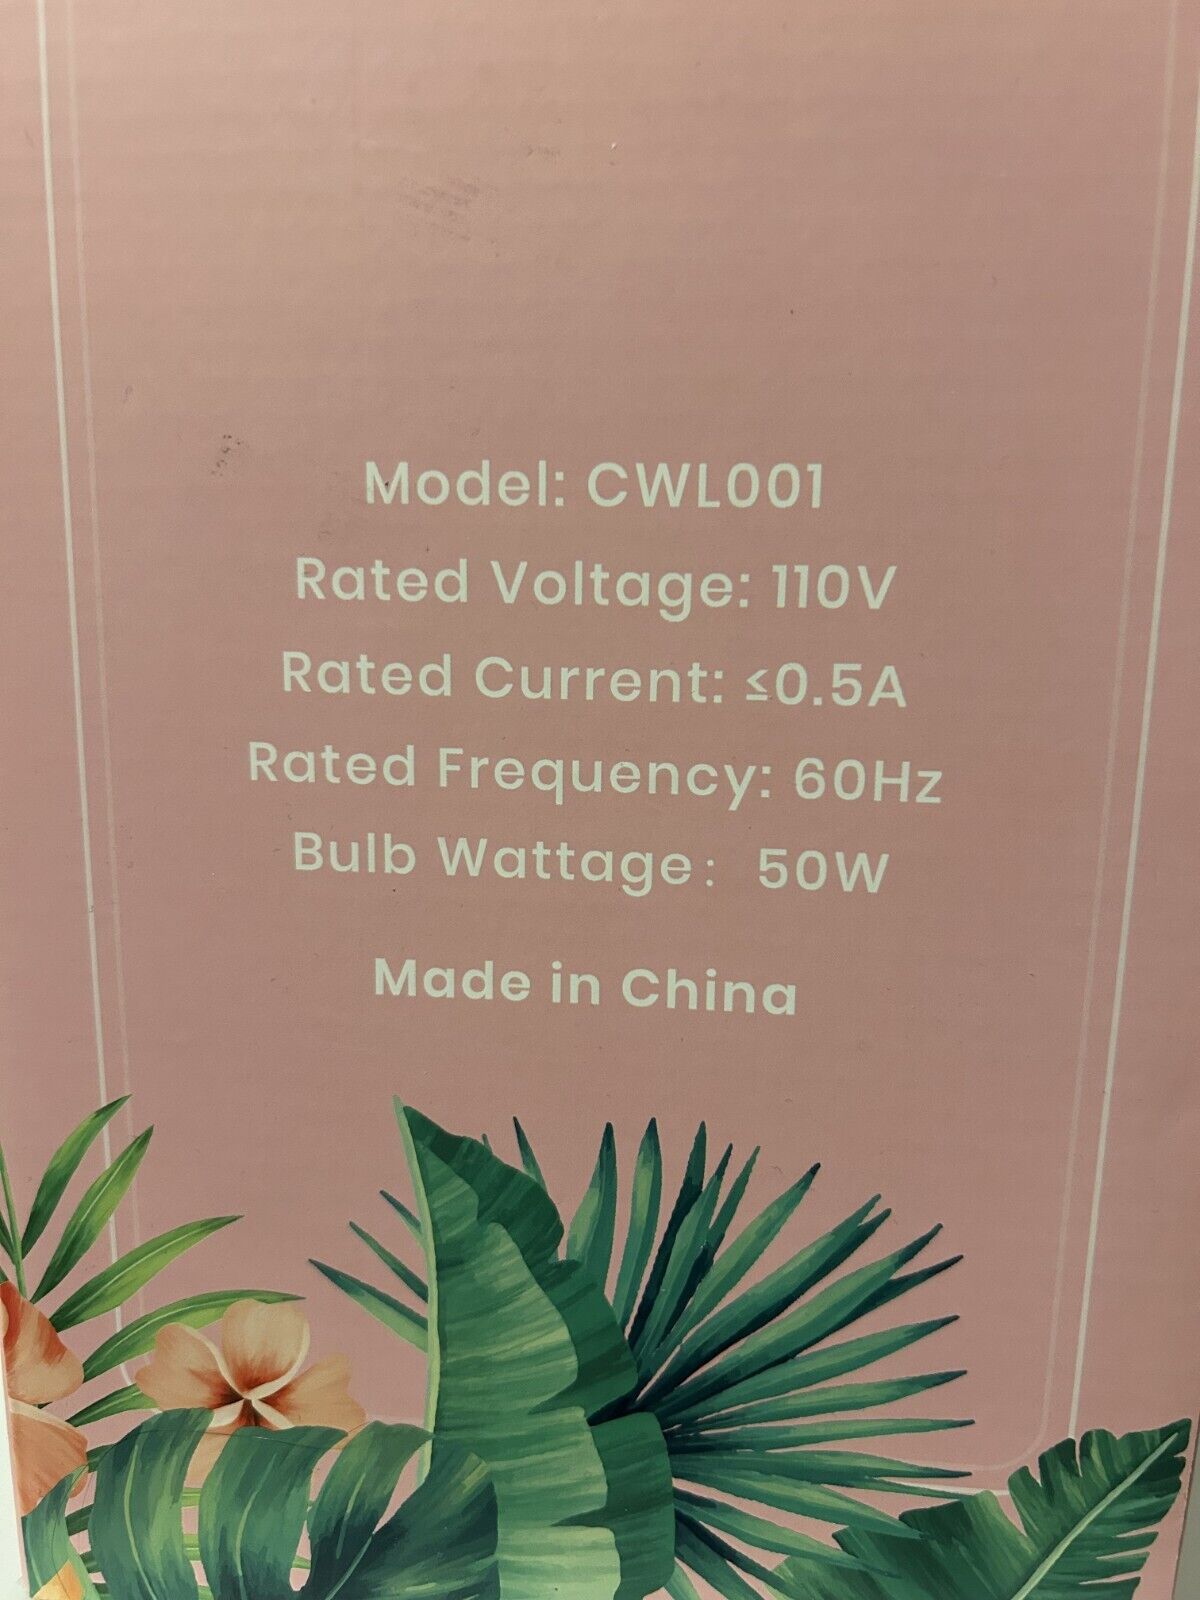 Model: CWL001
Rated Voltage: 110V
Rated Current: ≤0.5A
Rated Frequency: 60Hz
Bulb Wattage： 50W
Made in China